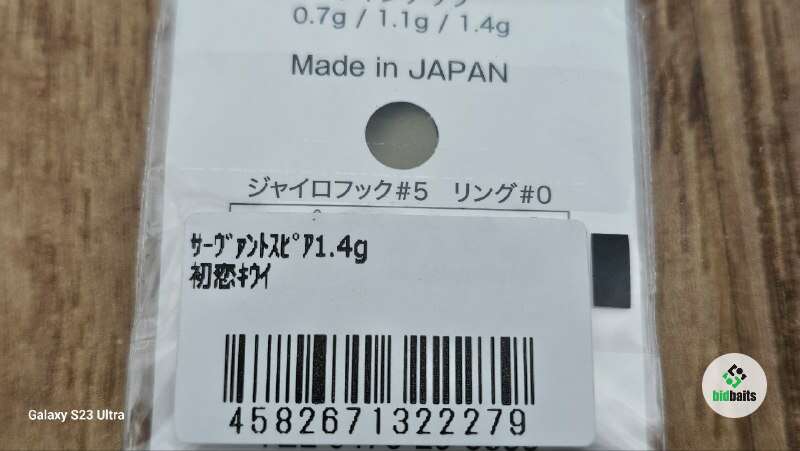 0.7g / 1.1g / 1.4g
Made in JAPAN
ジャイロフック#5 リング#0
ｻｰｳﾞｧﾝﾄｽﾋﾟｱ1.4g
初恋ｷｳｲ
4582671322279
Galaxy S23 Ultra
bidbaits